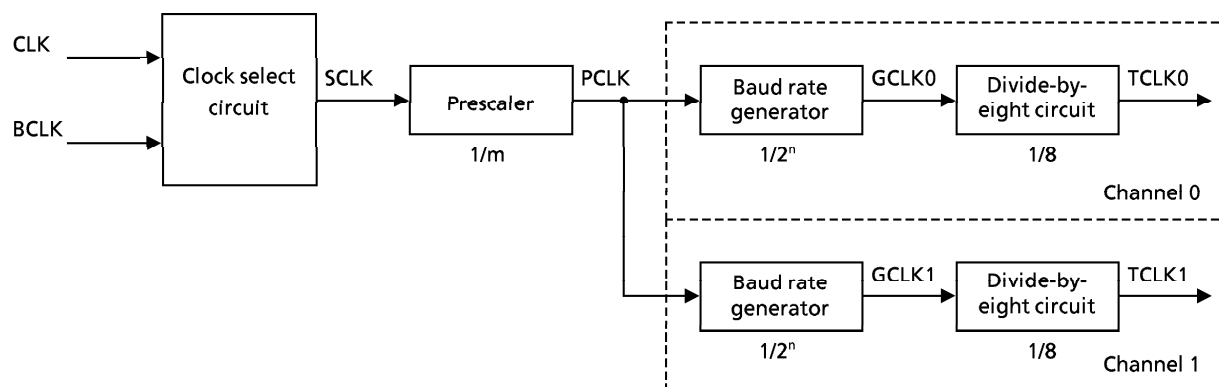 CLK
BCLK
Clock select
circuit
SCLK
Prescaler
1/m
PCLK
Baud rate
generator
1/2ⁿ
GCLK0
Divide-by-
eight circuit
1/8
TCLK0
Channel 0
Baud rate
generator
1/2ⁿ
GCLK1
Divide-by-
eight circuit
1/8
TCLK1
Channel 1